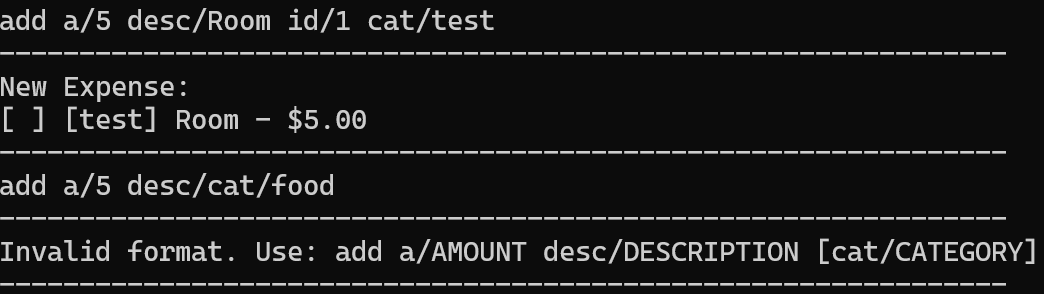 add a/5 desc/Room id/1 cat/test
---------------------------------------------------------------
New Expense:
[ ] [test] Room - $5.00
---------------------------------------------------------------
add a/5 desc/cat/food
---------------------------------------------------------------
Invalid format. Use: add a/AMOUNT desc/DESCRIPTION [cat/CATEGORY]
---------------------------------------------------------------